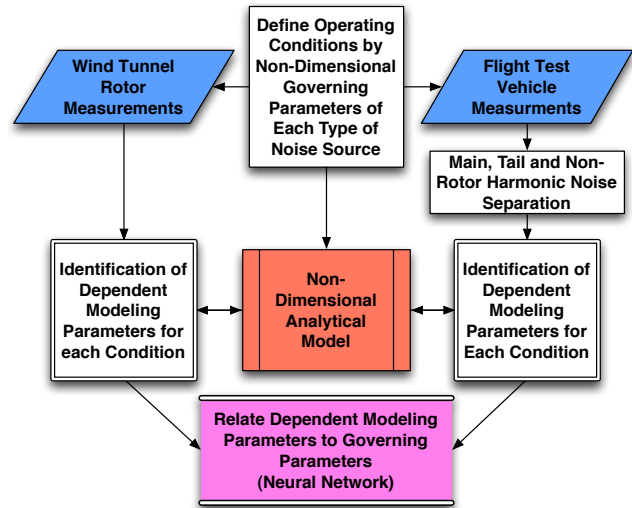 Define Operating
Conditions by
Non-Dimensional
Governing
Parameters of
Each Type of
Noise Source
Wind Tunnel
Rotor
Measurements
Flight Test
Vehicle
Measurments
Main, Tail and Non-
Rotor Harmonic Noise
Separation
Identification of
Dependent
Modeling
Parameters for
each Condition
Non-
Dimensional
Analytical
Model
Identification of
Dependent
Modeling
Parameters for
Each Condition
Relate Dependent Modeling
Parameters to Governing
Parameters
(Neural Network)